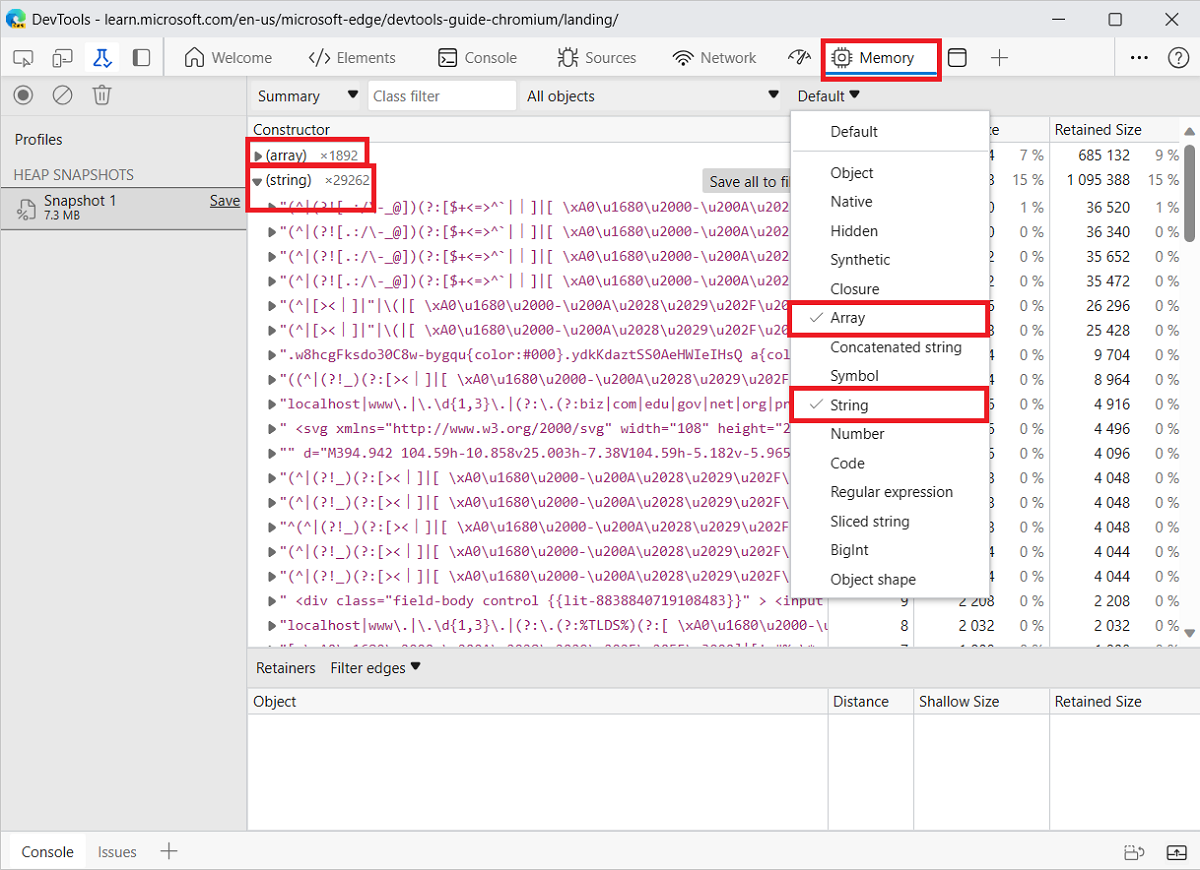 DevTools - learn.microsoft.com/en-us/microsoft-edge/devtools-guide-chromium/landing/
Welcome
</> Elements
Console
Sources
Network
Memory
Summary
Class filter
All objects
Default
Profiles
HEAP SNAPSHOTS
Snapshot 1
7.3 MB
Save
Constructor
Retained Size
(array) ×1892 7 % 685 132 9 %
(string) ×29262 Save all to fi 15 % 1 095 388 15 %
"(^|(?![.:/\-_@])(?:[$+<=>^`||]|[ \xA0\u1680\u2000-\u200A\u202 1 % 36 520 1 %
"(^|(?![.:/\-_@])(?:[$+<=>^`||]|[ \xA0\u1680\u2000-\u200A\u202 0 % 36 340 0 %
"(^|(?![.:/\-_@])(?:[$+<=>^`||]|[ \xA0\u1680\u2000-\u200A\u202 0 % 35 652 0 %
"(^|(?![.:/\-_@])(?:[$+<=>^`||]|[ \xA0\u1680\u2000-\u200A\u202 0 % 35 472 0 %
"(^|[><|]|"|\(|[ \xA0\u1680\u2000-\u200A\u2028\u2029\u202F\u20 0 % 26 296 0 %
"(^|[><|]|"|\(|[ \xA0\u1680\u2000-\u200A\u2028\u2029\u202F\u20 0 % 25 428 0 %
".w8hcgFksdo30C8w-bygqu{color:#000}.ydkKdaztSS0AeHWIeIHsQ a{col 0 % 9 704 0 %
"((^|(?!_)(?:[><|]|[ \xA0\u1680\u2000-\u200A\u2028\u2029\u202F 0 % 8 964 0 %
"localhost|www\.|\.\d{1,3}\.|(?:\.(?:biz|com|edu|gov|net|org|pr 0 % 4 916 0 %
" <svg xmlns="http://www.w3.org/2000/svg" width="108" height="2 0 % 4 496 0 %
"" d="M394.942 104.59h-10.858v25.003h-7.38V104.59h-5.182v-5.965 0 % 4 096 0 %
"(^|(?!_)(?:[><|]|[ \xA0\u1680\u2000-\u200A\u2028\u2029\u202F\ 0 % 4 048 0 %
"(^|(?!_)(?:[><|]|[ \xA0\u1680\u2000-\u200A\u2028\u2029\u202F\ 0 % 4 048 0 %
"^(^|(?!_)(?:[><|]|[ \xA0\u1680\u2000-\u200A\u2028\u2029\u202F 0 % 4 048 0 %
"(^|(?!_)(?:[><|]|[ \xA0\u1680\u2000-\u200A\u2028\u2029\u202F\ 0 % 4 044 0 %
"(^|(?!_)(?:[><|]|[ \xA0\u1680\u2000-\u200A\u2028\u2029\u202F\ 0 % 4 044 0 %
" <div class="field-body control {{lit-8838840719108483}}" > <input 9 2 208 0 % 2 208 0 %
"localhost|www\.|\.\d{1,3}\.|(?:\.(?:%TLDS%)(?:[ \xA0\u1680\u2000-\u 8 2 032 0 % 2 032 0 %
Default
Object
Native
Hidden
Synthetic
Closure
Array
Concatenated string
Symbol
String
Number
Code
Regular expression
Sliced string
BigInt
Object shape
Retainers
Filter edges
Object
Distance
Shallow Size
Retained Size
Console
Issues